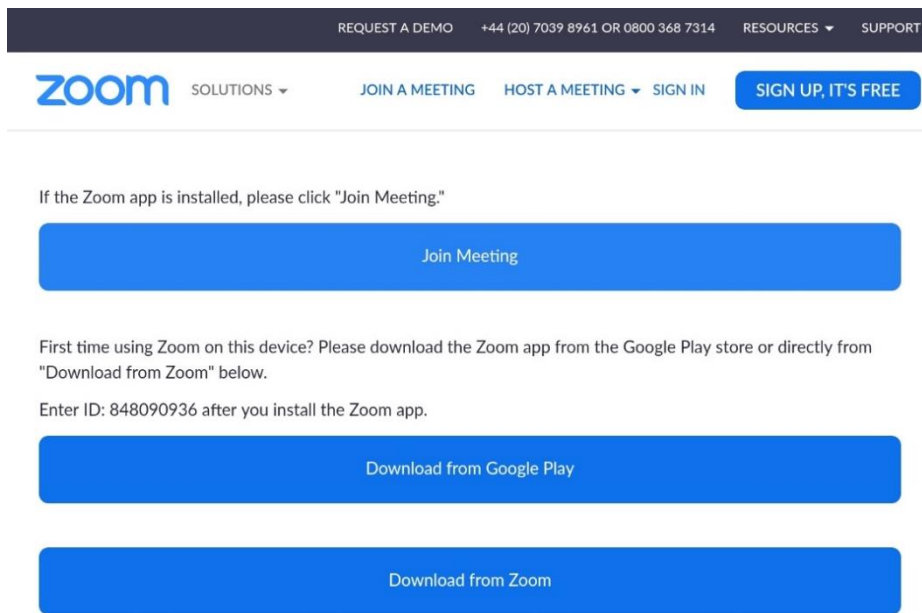 REQUEST A DEMO +44 (20) 7039 8961 OR 0800 368 7314 RESOURCES SUPPORT
zoom SOLUTIONS JOIN A MEETING HOST A MEETING SIGN IN SIGN UP, IT'S FREE
If the Zoom app is installed, please click "Join Meeting."
Join Meeting
First time using Zoom on this device? Please download the Zoom app from the Google Play store or directly from
"Download from Zoom" below.
Enter ID: 848090936 after you install the Zoom app.
Download from Google Play
Download from Zoom